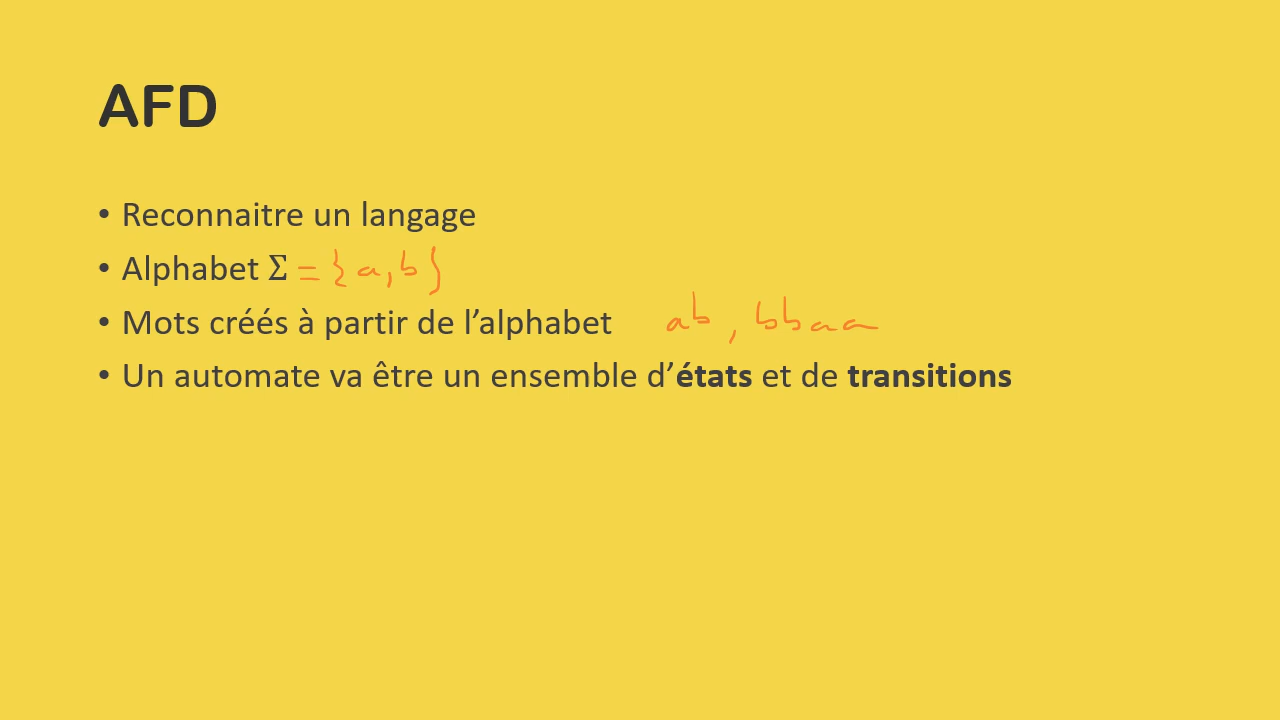 AFD
• Reconnaitre un langage
• Alphabet Σ = {a,b}
• Mots créés à partir de l’alphabet ab , bbaa
• Un automate va être un ensemble d’états et de transitions